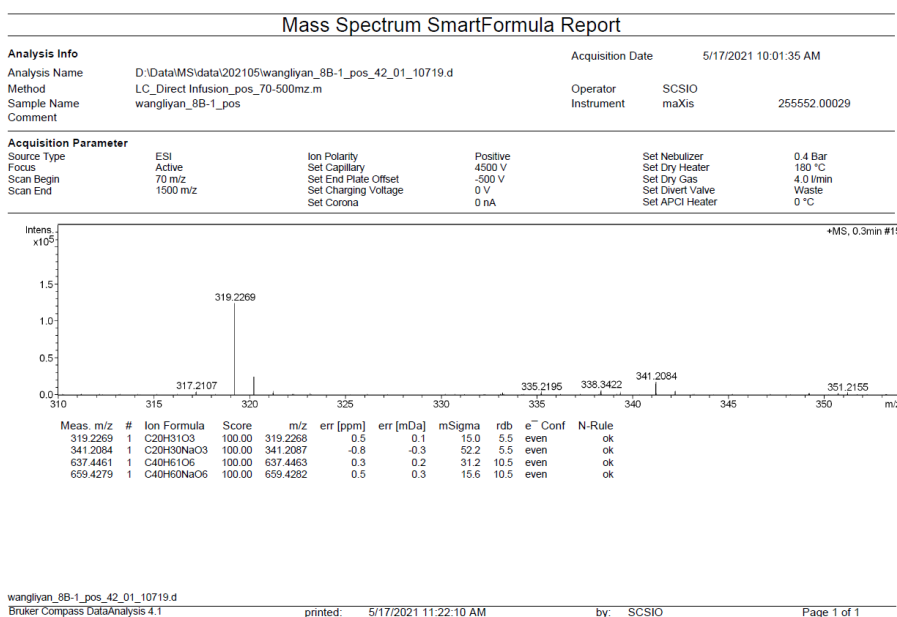 Mass Spectrum SmartFormula Report
Analysis Info
Acquisition Date 5/17/2021 10:01:35 AM
Analysis Name D:\Data\MS\data\202105\wangliyan_8B-1_pos_42_01_10719.d
Method LC_Direct Infusion_pos_70-500mz.m Operator SCSIO
Sample Name wangliyan_8B-1_pos Instrument maXis 255552.00029
Comment
Acquisition Parameter
Source Type ESI Ion Polarity Positive Set Nebulizer 0.4 Bar
Focus Active Set Capillary 4500 V Set Dry Heater 180 °C
Scan Begin 70 m/z Set End Plate Offset -500 V Set Dry Gas 4.0 l/min
Scan End 1500 m/z Set Charging Voltage 0 V Set Divert Valve Waste
Set Corona 0 nA Set APCI Heater 0 °C
Intens. +MS, 0.3min #15
x10^5
1.5
319.2269
1.0
0.5
341.2084
317.2107 335.2195 338.3422 351.2155
0.0
310 315 320 325 330 335 340 345 350 m/z
Meas. m/z # Ion Formula Score m/z err [ppm] err [mDa] mSigma rdb e⁻ Conf N-Rule
319.2269 1 C20H31O3 100.00 319.2268 0.5 0.1 15.0 5.5 even ok
341.2084 1 C20H30NaO3 100.00 341.2087 -0.8 -0.3 52.2 5.5 even ok
637.4461 1 C40H61O6 100.00 637.4463 0.3 0.2 31.2 10.5 even ok
659.4279 1 C40H60NaO6 100.00 659.4282 0.5 0.3 15.6 10.5 even ok
wangliyan_8B-1_pos_42_01_10719.d
Bruker Compass DataAnalysis 4.1 printed: 5/17/2021 11:22:10 AM by: SCSIO Page 1 of 1